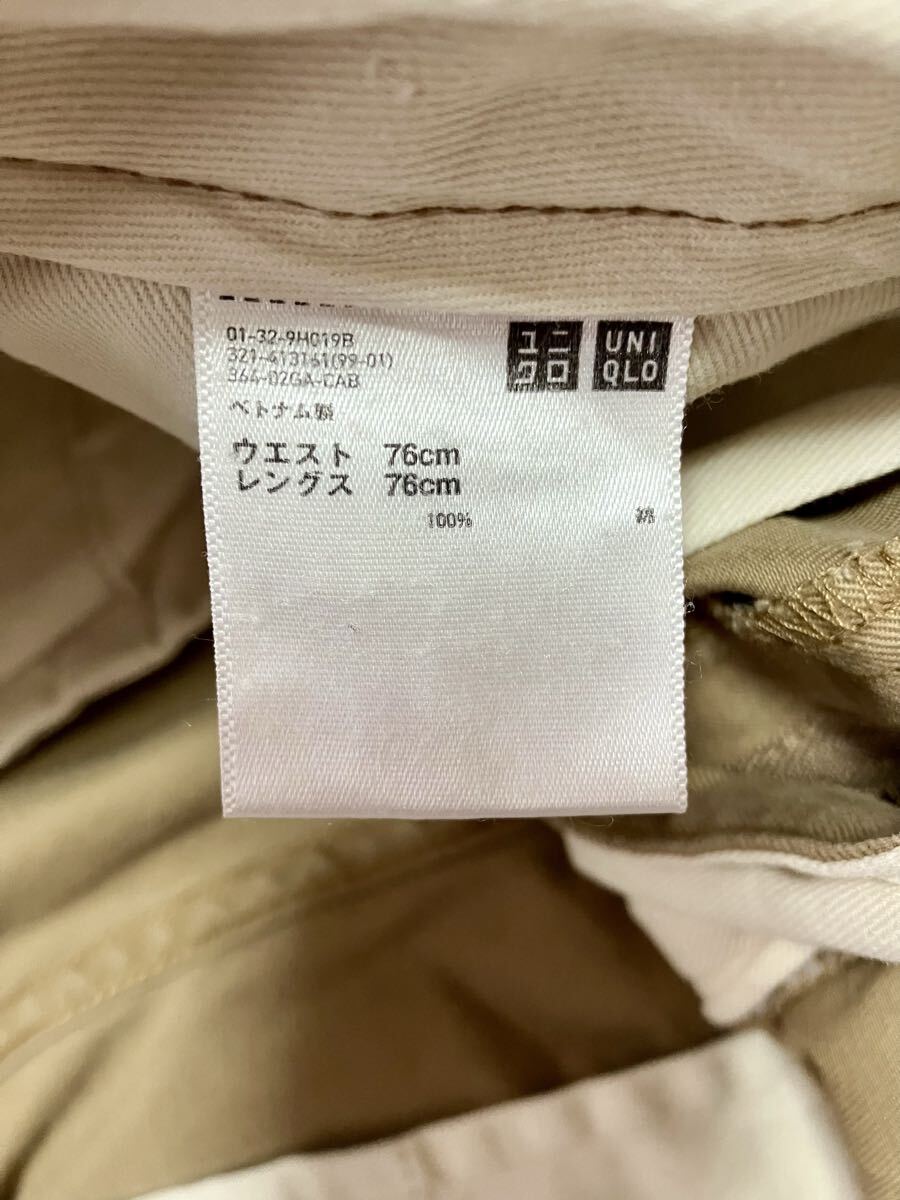 01-32-9H019B
ユニ
クロ
UNI
QLO
321-413161(99-01)
364-02GA-CAB
ベトナム製
ウエスト 76cm
レングス 76cm
100% 綿